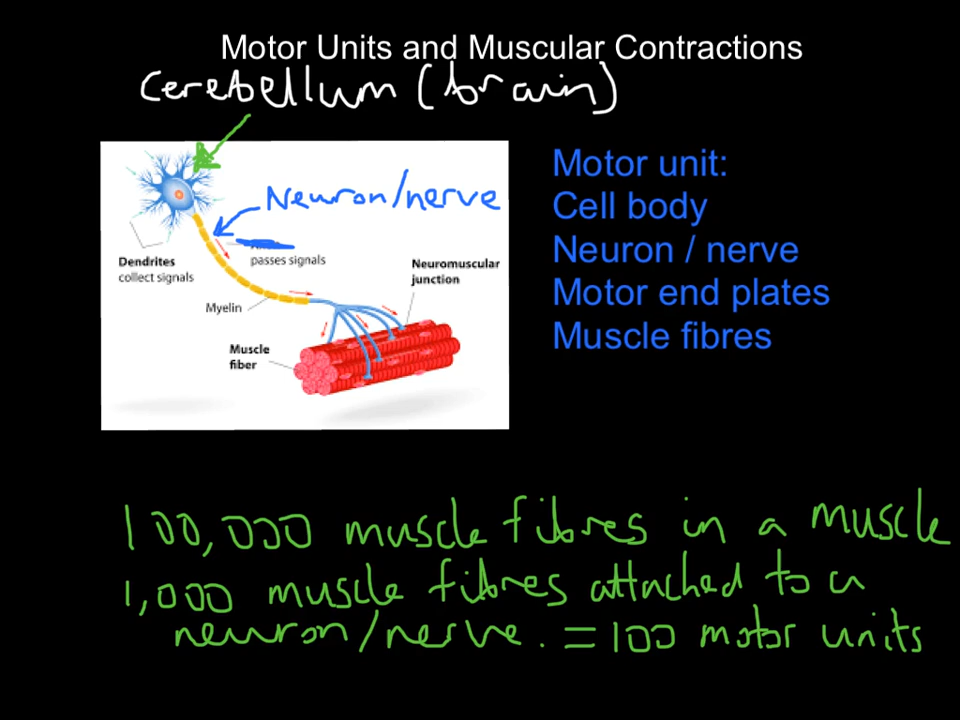 Motor Units and Muscular Contractions
Cerebellum (brain)
Neuron/nerve
Dendrites
collect signals
passes signals
Myelin
Neuromuscular
junction
Muscle
fiber
Motor unit:
Cell body
Neuron / nerve
Motor end plates
Muscle fibres
100,000 muscle fibres in a muscle
1,000 muscle fibres attached to a
neuron/nerve. = 100 motor units